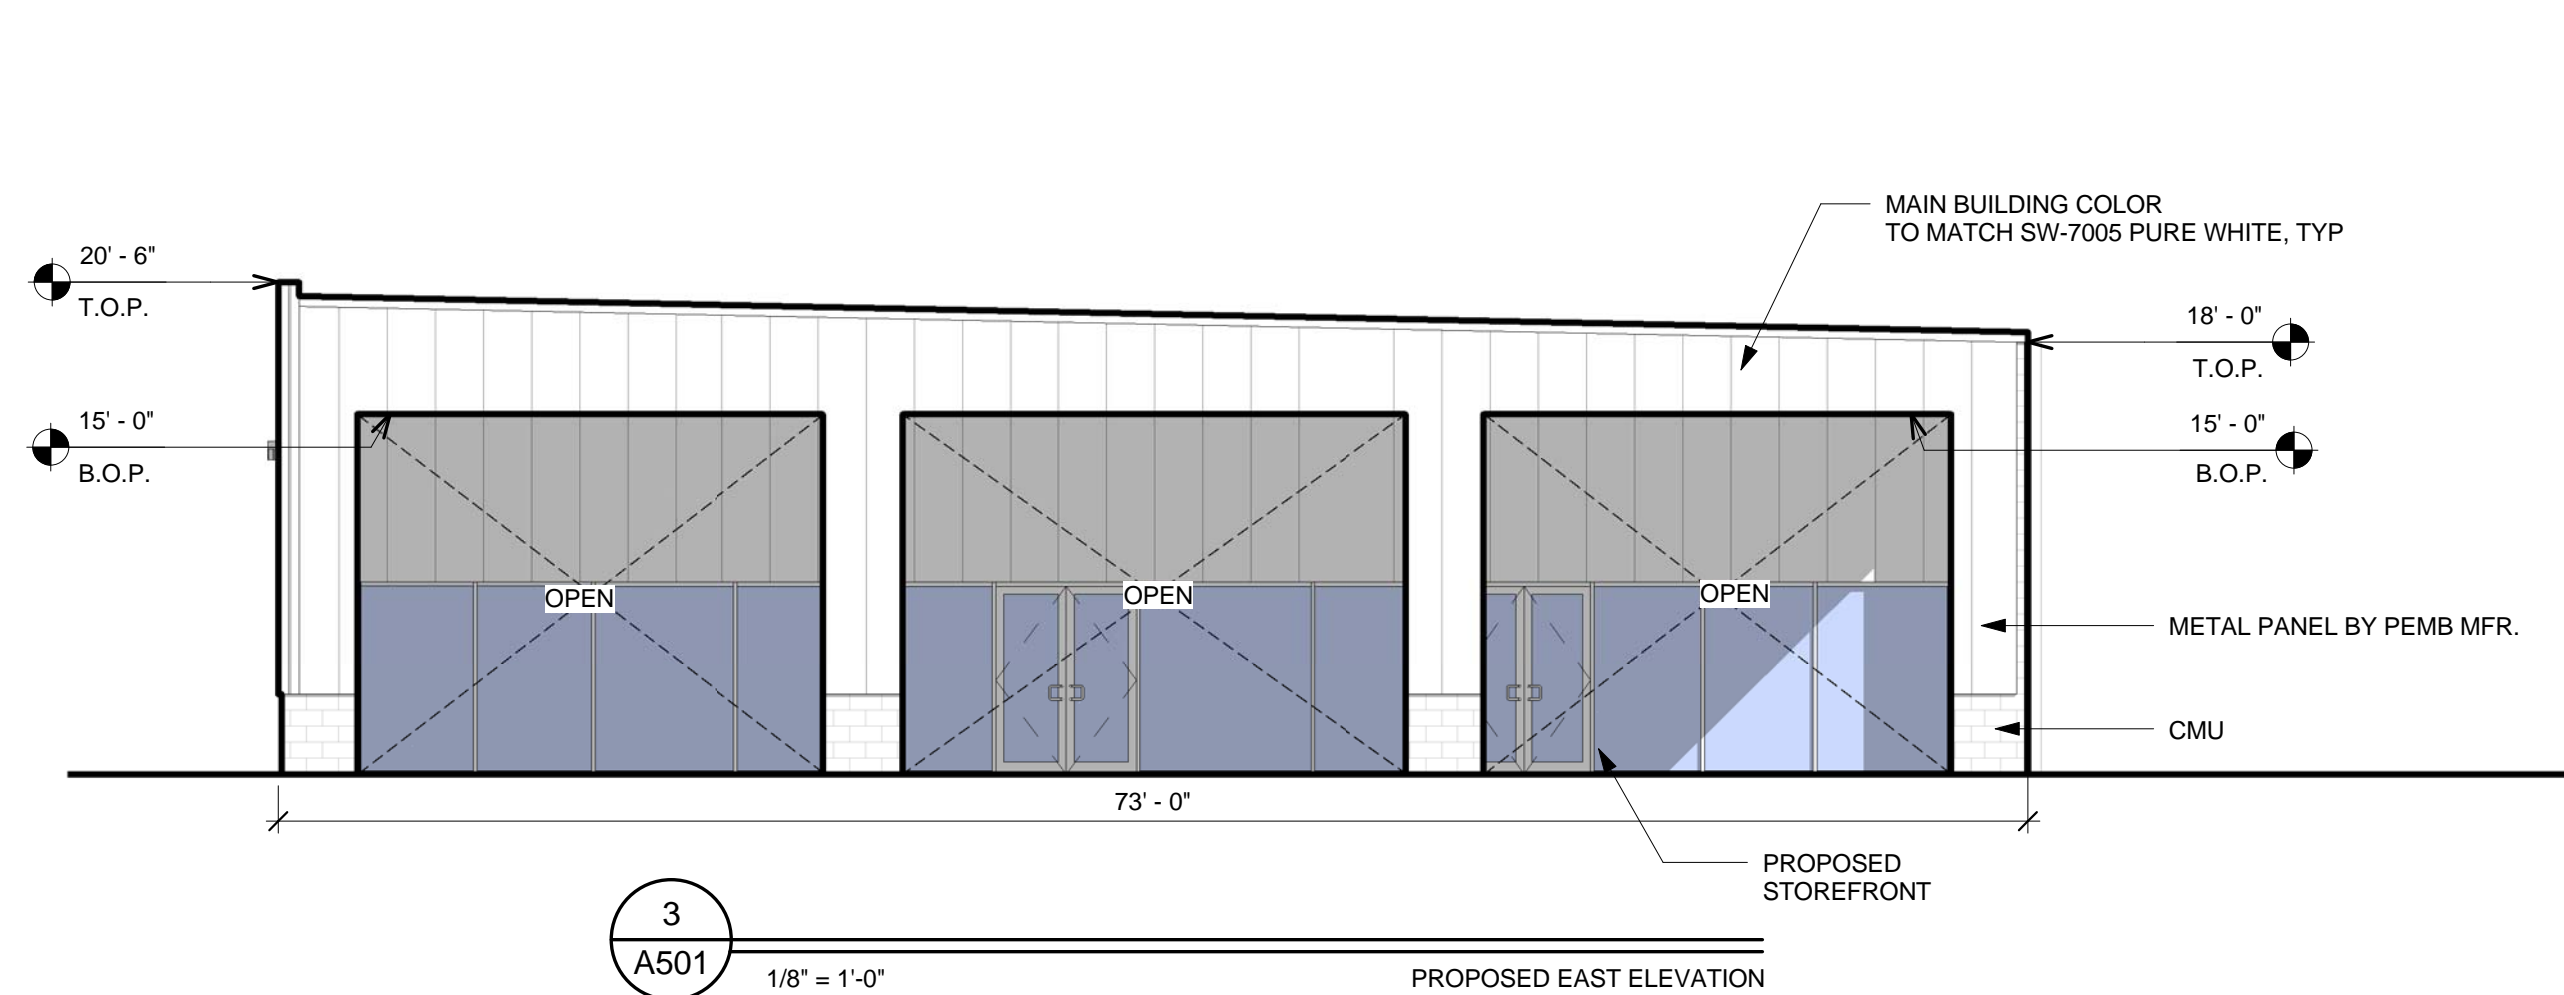 MAIN BUILDING COLOR
TO MATCH SW-7005 PURE WHITE, TYP
20' - 6"
T.O.P.
18' - 0"
T.O.P.
15' - 0"
B.O.P.
15' - 0"
B.O.P.
OPEN
OPEN
OPEN
METAL PANEL BY PEMB MFR.
CMU
73' - 0"
PROPOSED
STOREFRONT
3
A501
1/8" = 1'-0"
PROPOSED EAST ELEVATION